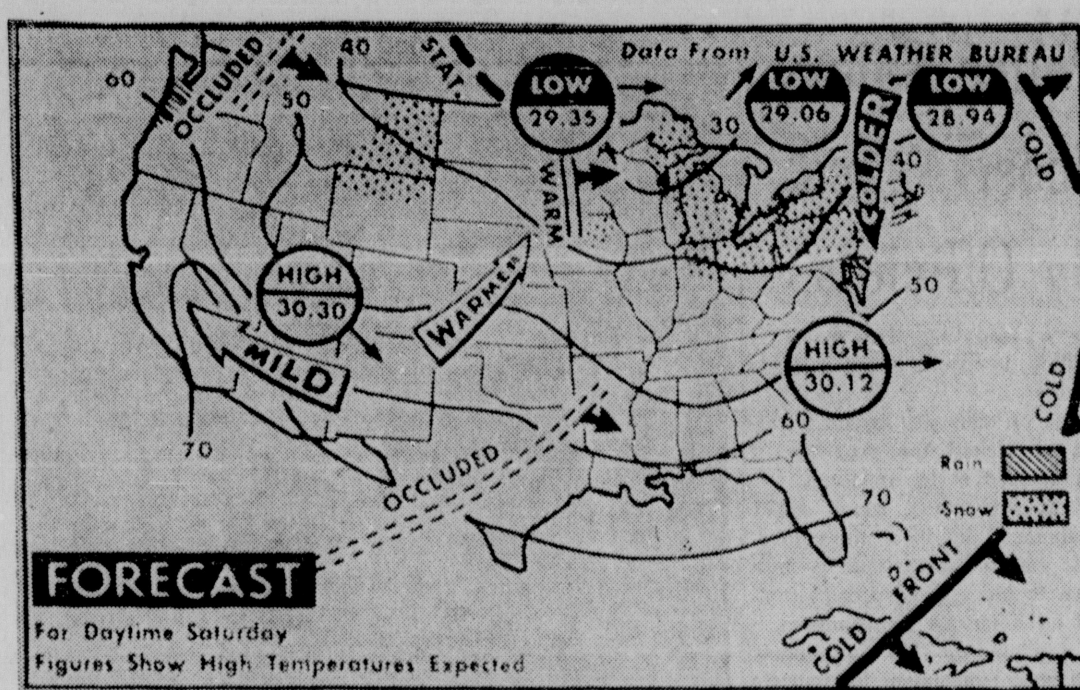 Data From U.S. WEATHER BUREAU
OCCLUDED
40
STAT.
60
50
LOW
29.35
LOW
29.06
LOW
28.94
30
COLDER
40
COLD
WARM
HIGH
30.30
WARMER
MILD
50
HIGH
30.12
COLD
60
70
OCCLUDED
Rain
Snow
70
FORECAST
For Daytime Saturday
Figures Show High Temperatures Expected
COLD FRONT